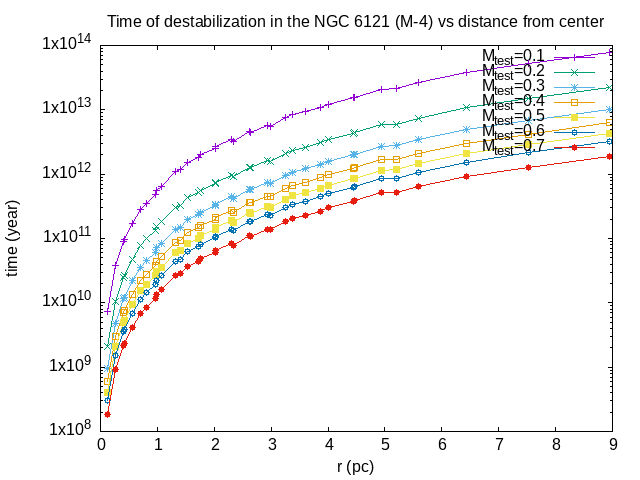 Time of destabilization in the NGC 6121 (M-4) vs distance from center
1x10^14
1x10^13
1x10^12
1x10^11
1x10^10
1x10^9
1x10^8
time (year)
M_test=0.1
M_test=0.2
M_test=0.3
M_test=0.4
M_test=0.5
M_test=0.6
M_test=0.7
0 1 2 3 4 5 6 7 8 9
r (pc)